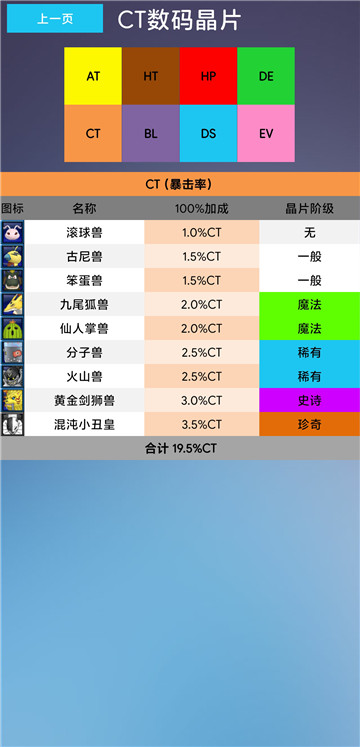 上一页 CT数码晶片
AT HT HP DE
CT BL DS EV
CT (暴击率)
图标 名称 100%加成 晶片阶级
滚球兽 1.0%CT 无
古尼兽 1.5%CT 一般
笨蛋兽 1.5%CT 一般
九尾狐兽 2.0%CT 魔法
仙人掌兽 2.0%CT 魔法
分子兽 2.5%CT 稀有
火山兽 2.5%CT 稀有
黄金剑狮兽 3.0%CT 史诗
混沌小丑皇 3.5%CT 珍奇
合计 19.5%CT